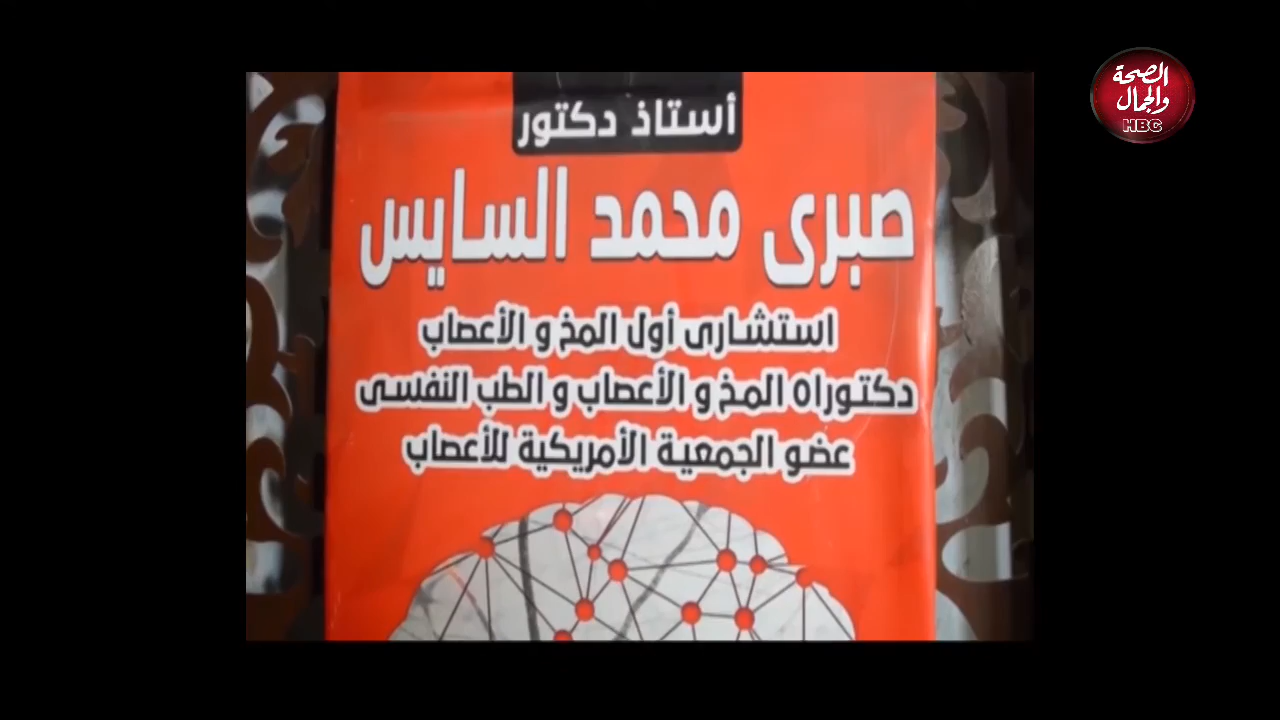 الصحة
والجمال
HBC
أستاذ دكتور
صبرى محمد السايس
استشارى أول المخ و الأعصاب
دكتوراه المخ و الأعصاب و الطب النفسى
عضو الجمعية الأمريكية للأعصاب